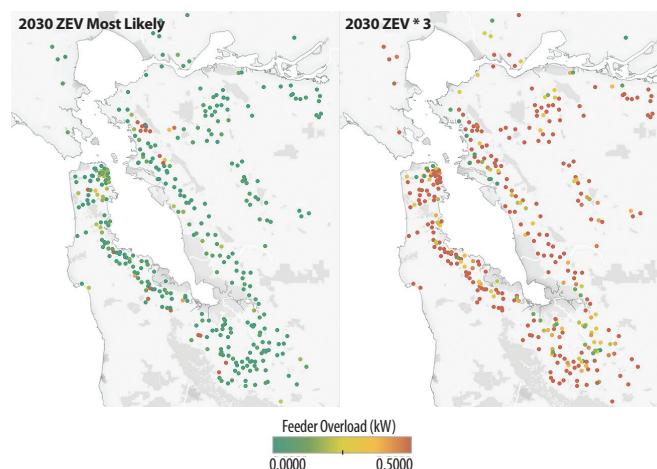 2030 ZEV Most Likely
2030 ZEV * 3
Feeder Overload (kW)
0.0000
0.5000